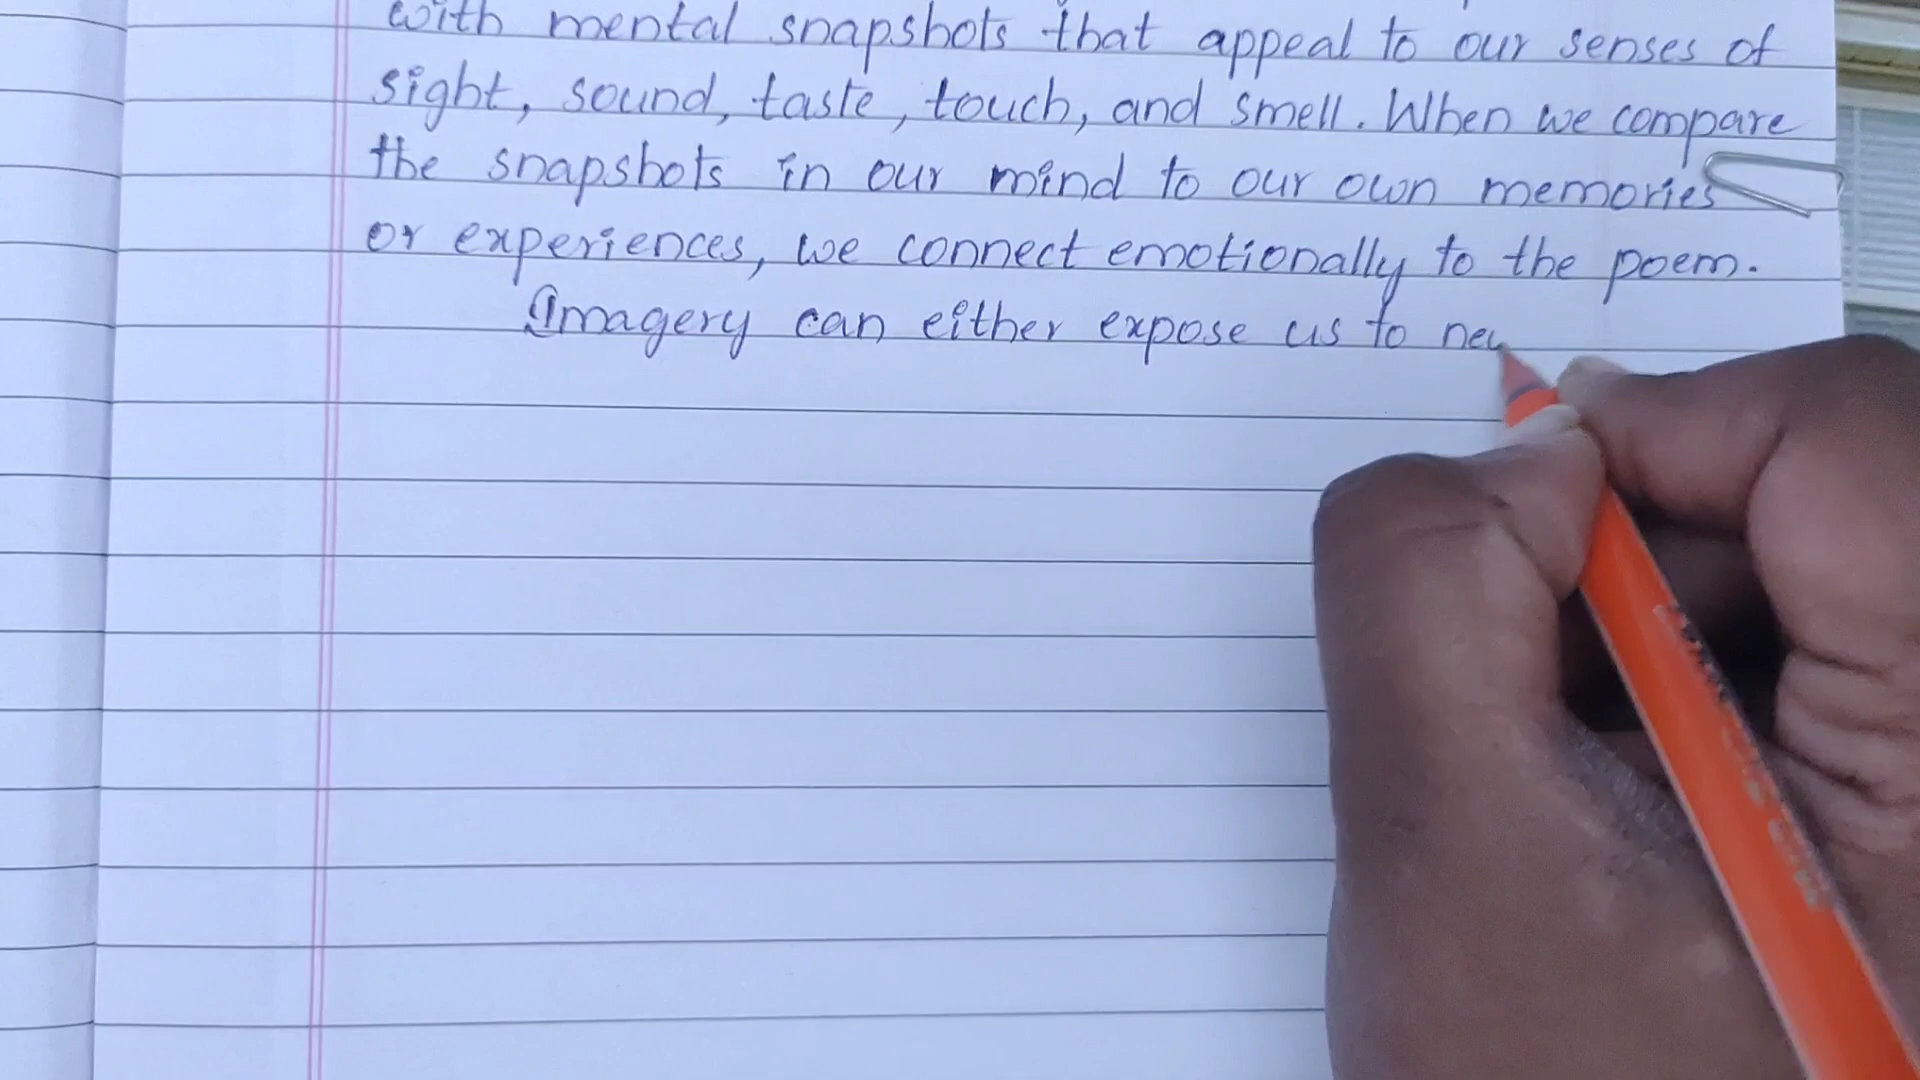 with mental snapshots that appeal to our senses of
sight, sound, taste, touch, and smell. When we compare
the snapshots in our mind to our own memories
or experiences, we connect emotionally to the poem.
Imagery can either expose us to